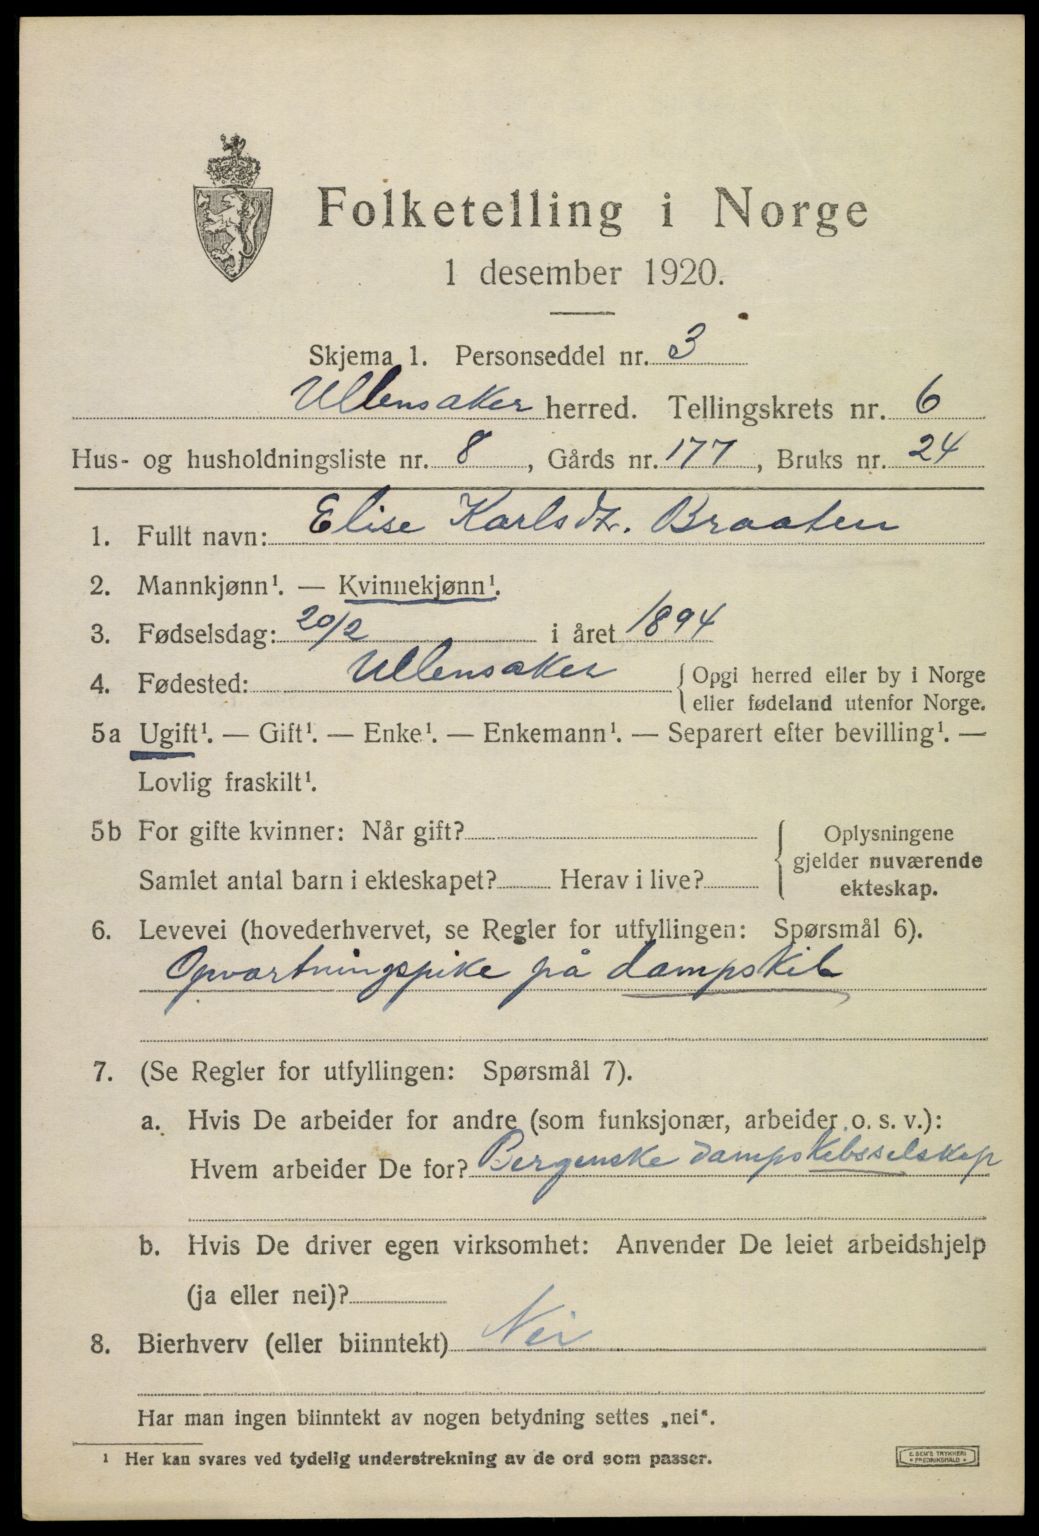 Folketelling i Norge
1 desember 1920.
Skjema 1. Personseddel nr. 3
Ullensaker herred. Tellingskrets nr. 6
Hus- og husholdningsliste nr. 8, Gårds nr. 177, Bruks nr. 24
1. Fullt navn: Elise Karlsdt. Braaten
2. Mannkjønn¹. — Kvinnekjønn¹.
3. Fødselsdag: 20/2 i året 1894
4. Fødested: Ullensaker { Opgi herred eller by i Norge
eller fødeland utenfor Norge.
5a Ugift¹. — Gift¹. — Enke¹. — Enkemann¹. — Separert efter bevilling¹. —
Lovlig fraskilt¹.
5b For gifte kvinner: Når gift?
Samlet antal barn i ekteskapet? Herav i live?
{ Oplysningene
gjelder nuværende
ekteskap.
6. Levevei (hovederhvervet, se Regler for utfyllingen: Spørsmål 6).
Opvartningspike på dampskib
7. (Se Regler for utfyllingen: Spørsmål 7).
a. Hvis De arbeider for andre (som funksjonær, arbeider o. s. v.):
Hvem arbeider De for? Bergenske dampskibsselskap
b. Hvis De driver egen virksomhet: Anvender De leiet arbeidshjelp
(ja eller nei)?
8. Bierhverv (eller biinntekt) Nei
Har man ingen biinntekt av nogen betydning settes „nei“.
¹ Her kan svares ved tydelig understrekning av de ord som passer.